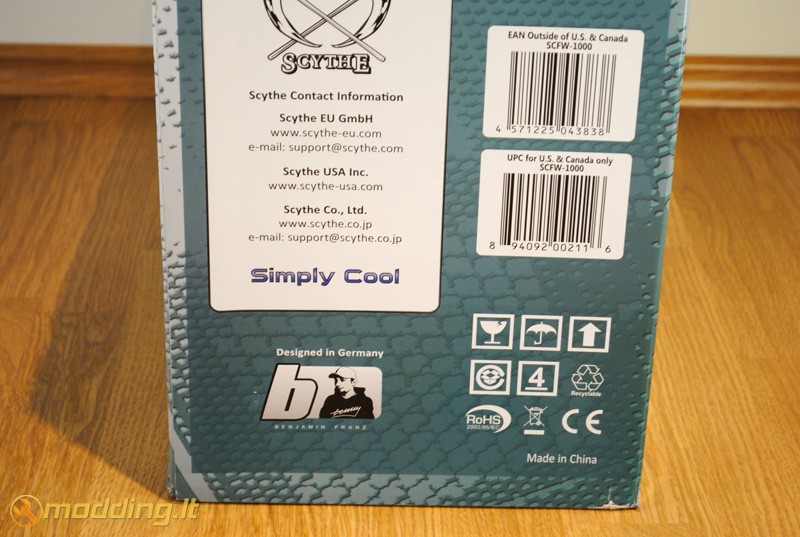 SCYTHE
Scythe Contact Information
Scythe EU GmbH
www.scythe-eu.com
e-mail: support@scythe.com
Scythe USA Inc.
www.scythe-usa.com
Scythe Co., Ltd.
www.scythe.co.jp
e-mail: support@scythe.co.jp
Simply Cool
Designed in Germany
b
benny
BENJAMIN FRANZ
EAN Outside of U.S. & Canada
SCFW-1000
4 571225 043838
UPC for U.S. & Canada only
SCFW-1000
8 94092 00211 6
4
Recyclable
RoHS
2002/95/EC
CE
Made in China
modding.lt